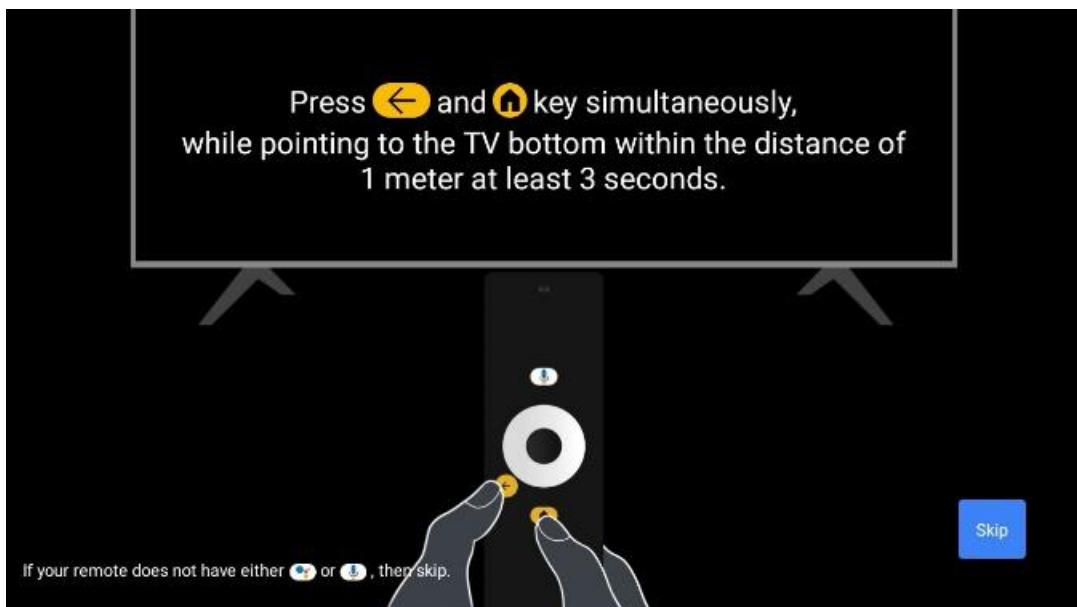 Press and key simultaneously,
while pointing to the TV bottom within the distance of
1 meter at least 3 seconds.
Skip
If your remote does not have either or , then skip.